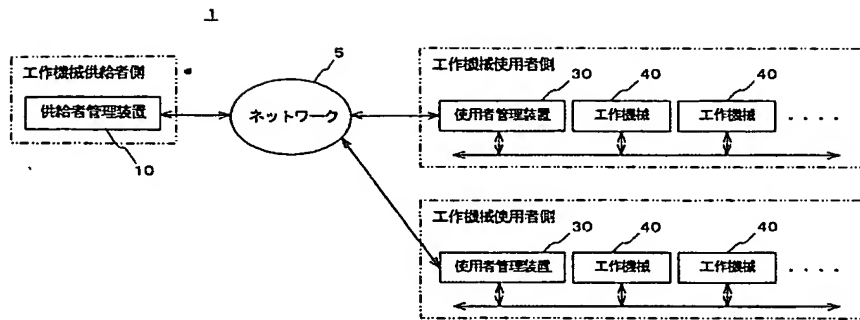 1
工作機械供給者側
供給者管理装置
10
5
ネットワーク
工作機械使用者側
30 40 40
使用者管理装置 工作機械 工作機械 ・・・・
工作機械使用者側
30 40 40
使用者管理装置 工作機械 工作機械 ・・・・